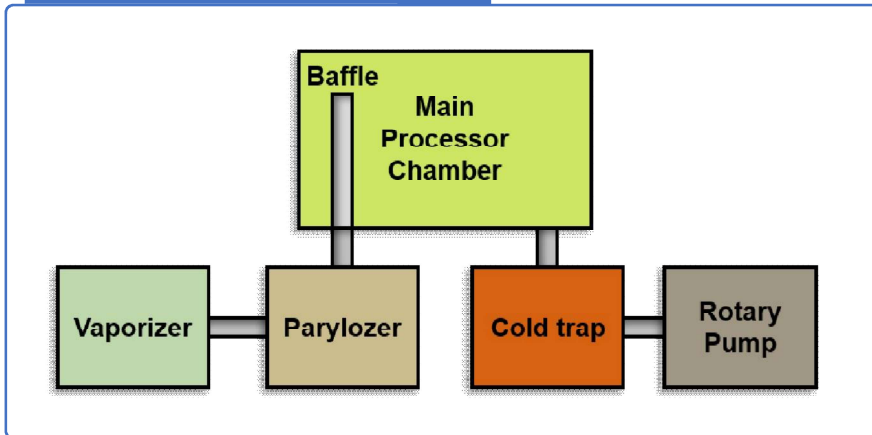 Baffle
Main
Processor
Chamber
Vaporizer
Parylozer
Cold trap
Rotary
Pump